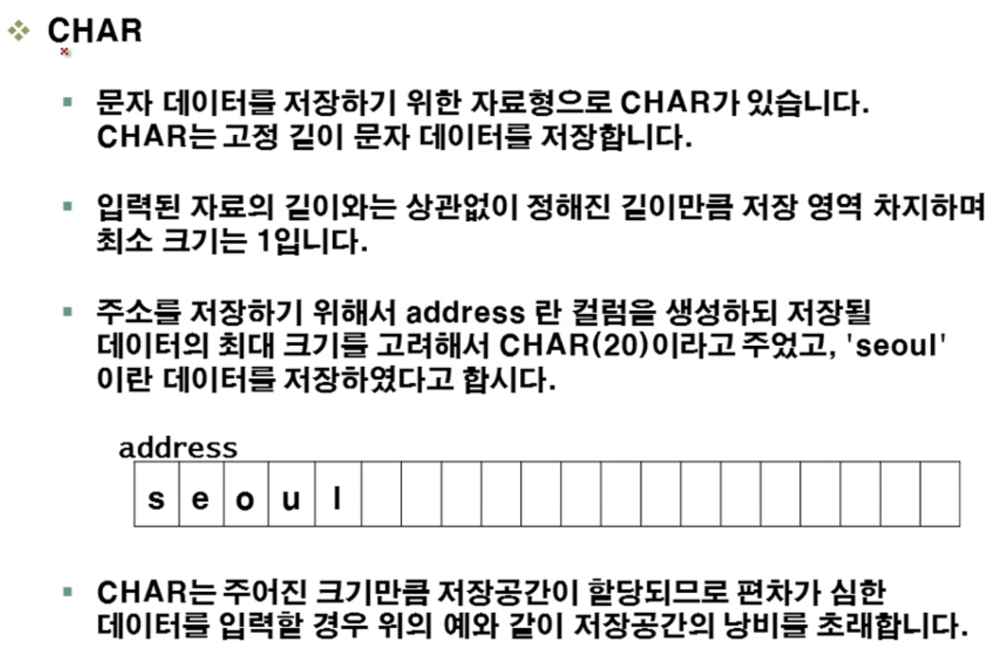 CHAR
문자 데이터를 저장하기 위한 자료형으로 CHAR가 있습니다.
CHAR는 고정 길이 문자 데이터를 저장합니다.
입력된 자료의 길이와는 상관없이 정해진 길이만큼 저장 영역 차지하며
최소 크기는 1입니다.
주소를 저장하기 위해서 address 란 컬럼을 생성하되 저장될
데이터의 최대 크기를 고려해서 CHAR(20)이라고 주었고, 'seoul'
이란 데이터를 저장하였다고 합시다.
address
s e o u l
CHAR는 주어진 크기만큼 저장공간이 할당되므로 편차가 심한
데이터를 입력할 경우 위의 예와 같이 저장공간의 낭비를 초래합니다.